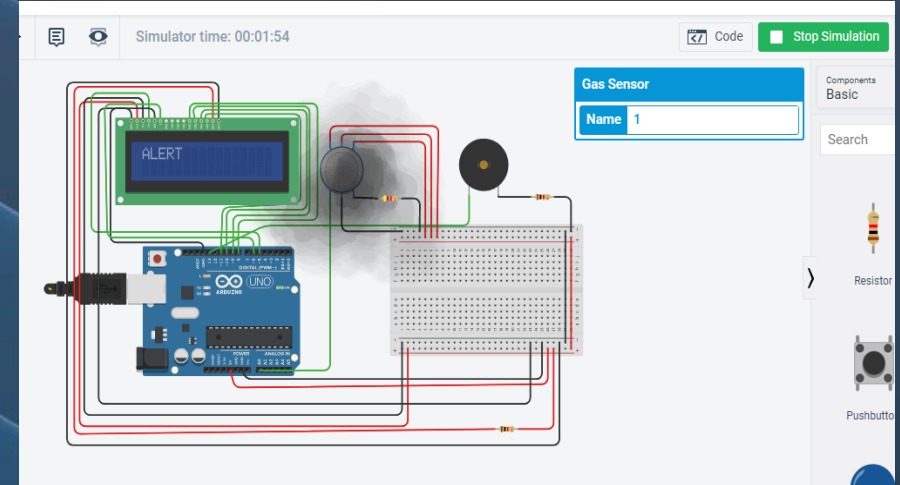 Simulator time: 00:01:54
Code
Stop Simulation
Gas Sensor
Name 1
Components
Basic
Search
Resistor
Pushbutto
ALERT
DIGITAL (PWM~)
UNO
ARDUINO
POWER
ANALOG IN